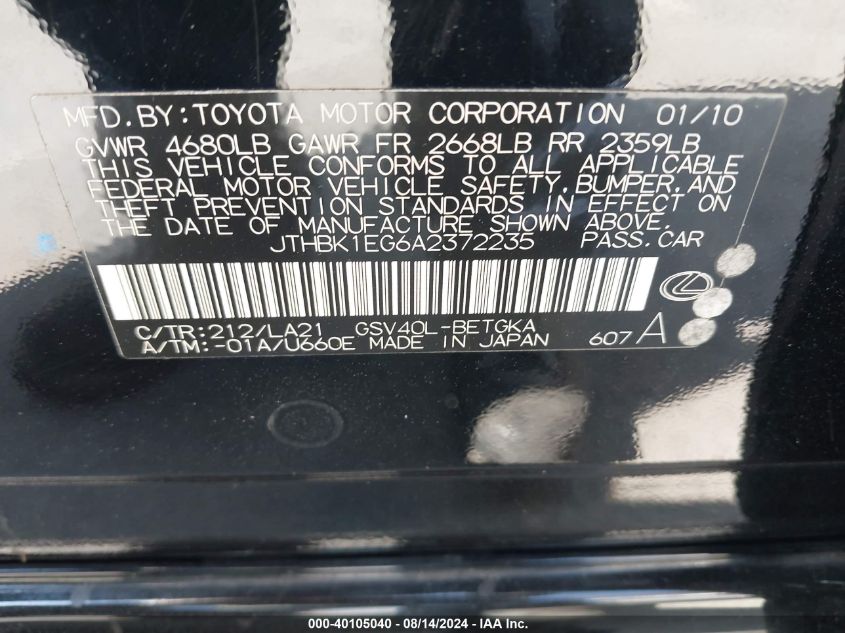 MFD. BY: TOYOTA MOTOR CORPORATION 01/10
GVWR 4680LB GAWR FR 2668LB RR 2359LB
THIS VEHICLE CONFORMS TO ALL APPLICABLE
FEDERAL MOTOR VEHICLE SAFETY, BUMPER, AND
THEFT PREVENTION STANDARDS IN EFFECT ON
THE DATE OF MANUFACTURE SHOWN ABOVE.
JTHBK1EG6A2372235 PASS. CAR
C/TR: 212/LA21 GSV40L-BETGKA
A/TM: -01A/U660E MADE IN JAPAN 607 A
000-40105040 - 08/14/2024 - IAA Inc.